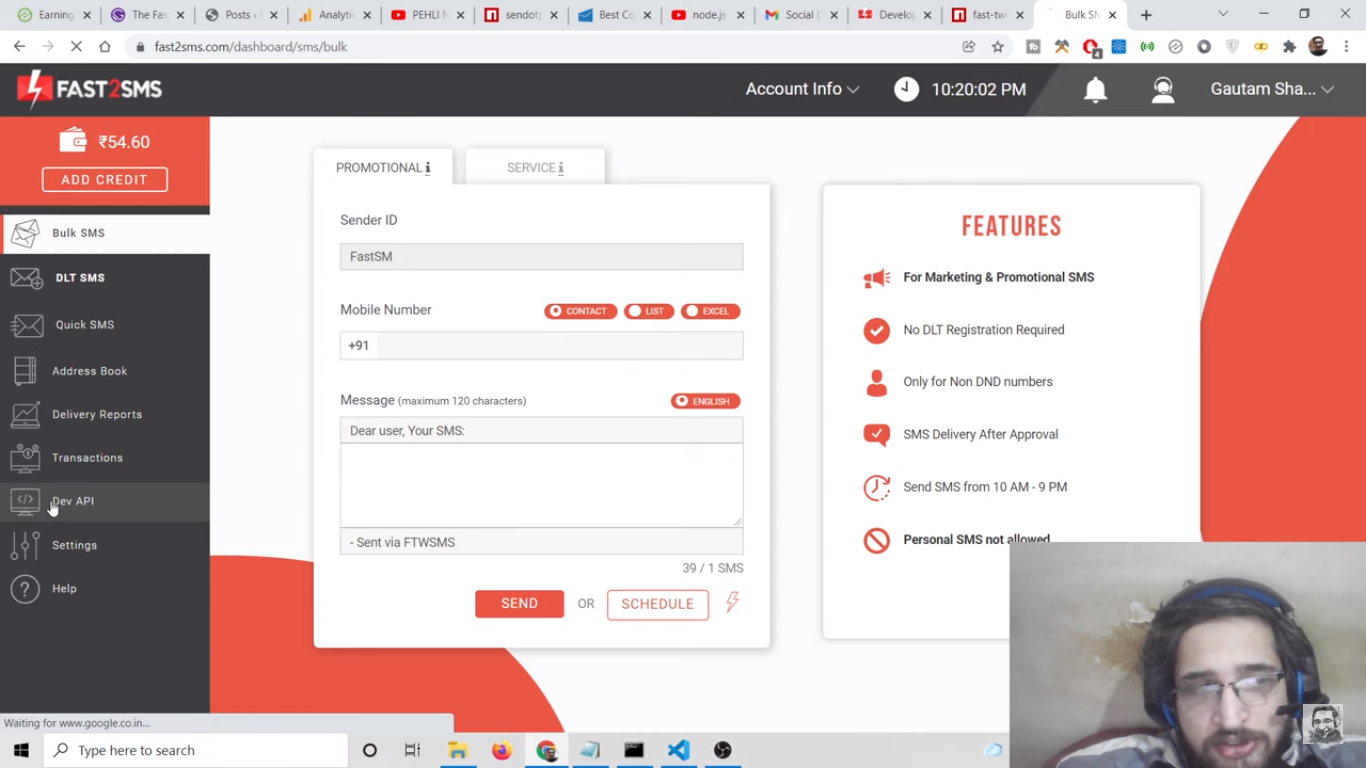 Earning
The Fas
Posts ‹
Analytic
PEHLI N
sendotp
Best Co
node.js
Social (
Develop
fast-tw
Bulk SM
fast2sms.com/dashboard/sms/bulk
4
FAST2SMS
Account Info
10:20:02 PM
Gautam Sha...
₹54.60
ADD CREDIT
Bulk SMS
DLT SMS
Quick SMS
Address Book
Delivery Reports
Transactions
Dev API
Settings
Help
PROMOTIONAL i
SERVICE i
Sender ID
FastSM
Mobile Number
CONTACT
LIST
EXCEL
+91
Message (maximum 120 characters)
ENGLISH
Dear user, Your SMS:
- Sent via FTWSMS
39 / 1 SMS
SEND
OR
SCHEDULE
FEATURES
For Marketing & Promotional SMS
No DLT Registration Required
Only for Non DND numbers
SMS Delivery After Approval
Send SMS from 10 AM - 9 PM
Personal SMS not allowed
Waiting for www.google.co.in...
Type here to search